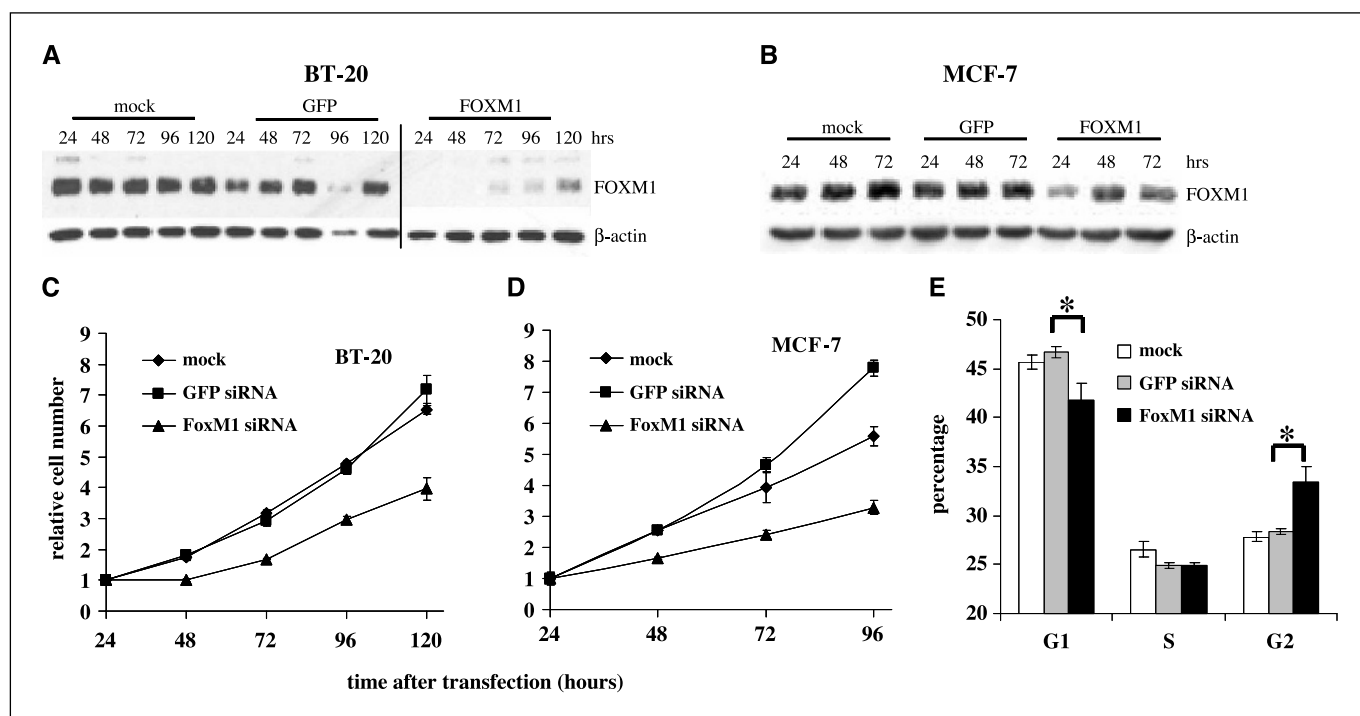 A
BT-20
mock GFP FOXM1
24 48 72 96 120 24 48 72 96 120 24 48 72 96 120 hrs
FOXM1
β-actin
B
MCF-7
mock GFP FOXM1
24 48 72 24 48 72 24 48 72
hrs
FOXM1
β-actin
C
BT-20
mock
GFP siRNA
FoxM1 siRNA
relative cell number
9
8
7
6
5
4
3
2
1
0
24 48 72 96 120
D
MCF-7
mock
GFP siRNA
FoxM1 siRNA
9
8
7
6
5
4
3
2
1
0
24 48 72 96
time after transfection (hours)
E
* *
mock
GFP siRNA
FoxM1 siRNA
percentage
50
45
40
35
30
25
20
G1 S G2